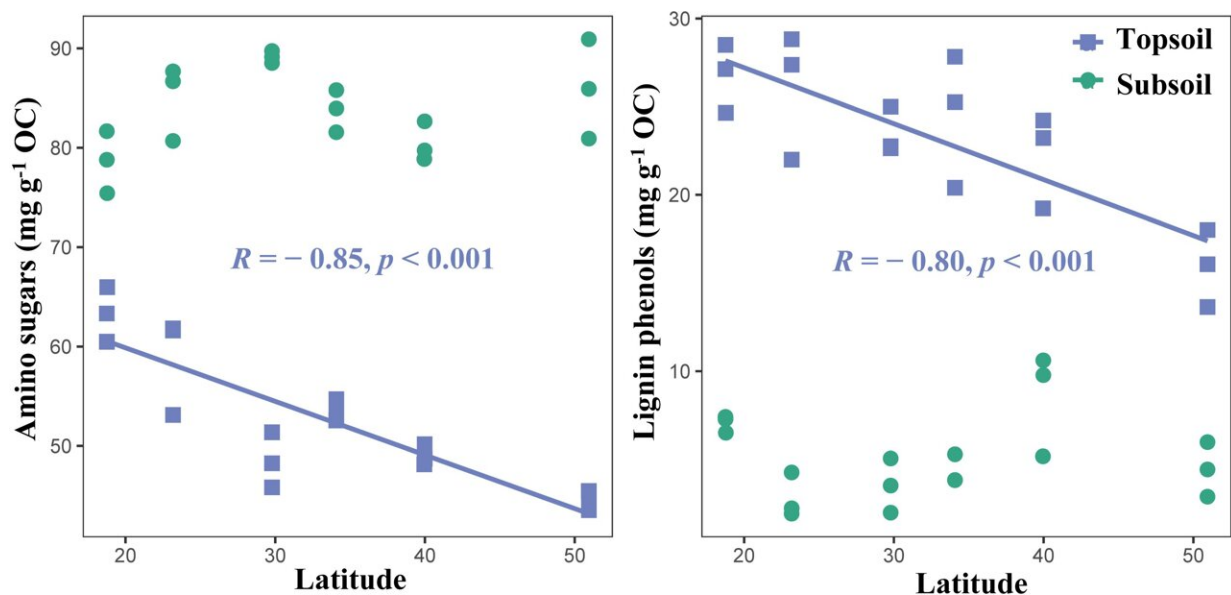 Amino sugars (mg g⁻¹ OC)
90
80
70
60
50
R = − 0.85, p < 0.001
20 30 40 50
Latitude
Lignin phenols (mg g⁻¹ OC)
30
20
10
Topsoil
Subsoil
R = − 0.80, p < 0.001
20 30 40 50
Latitude